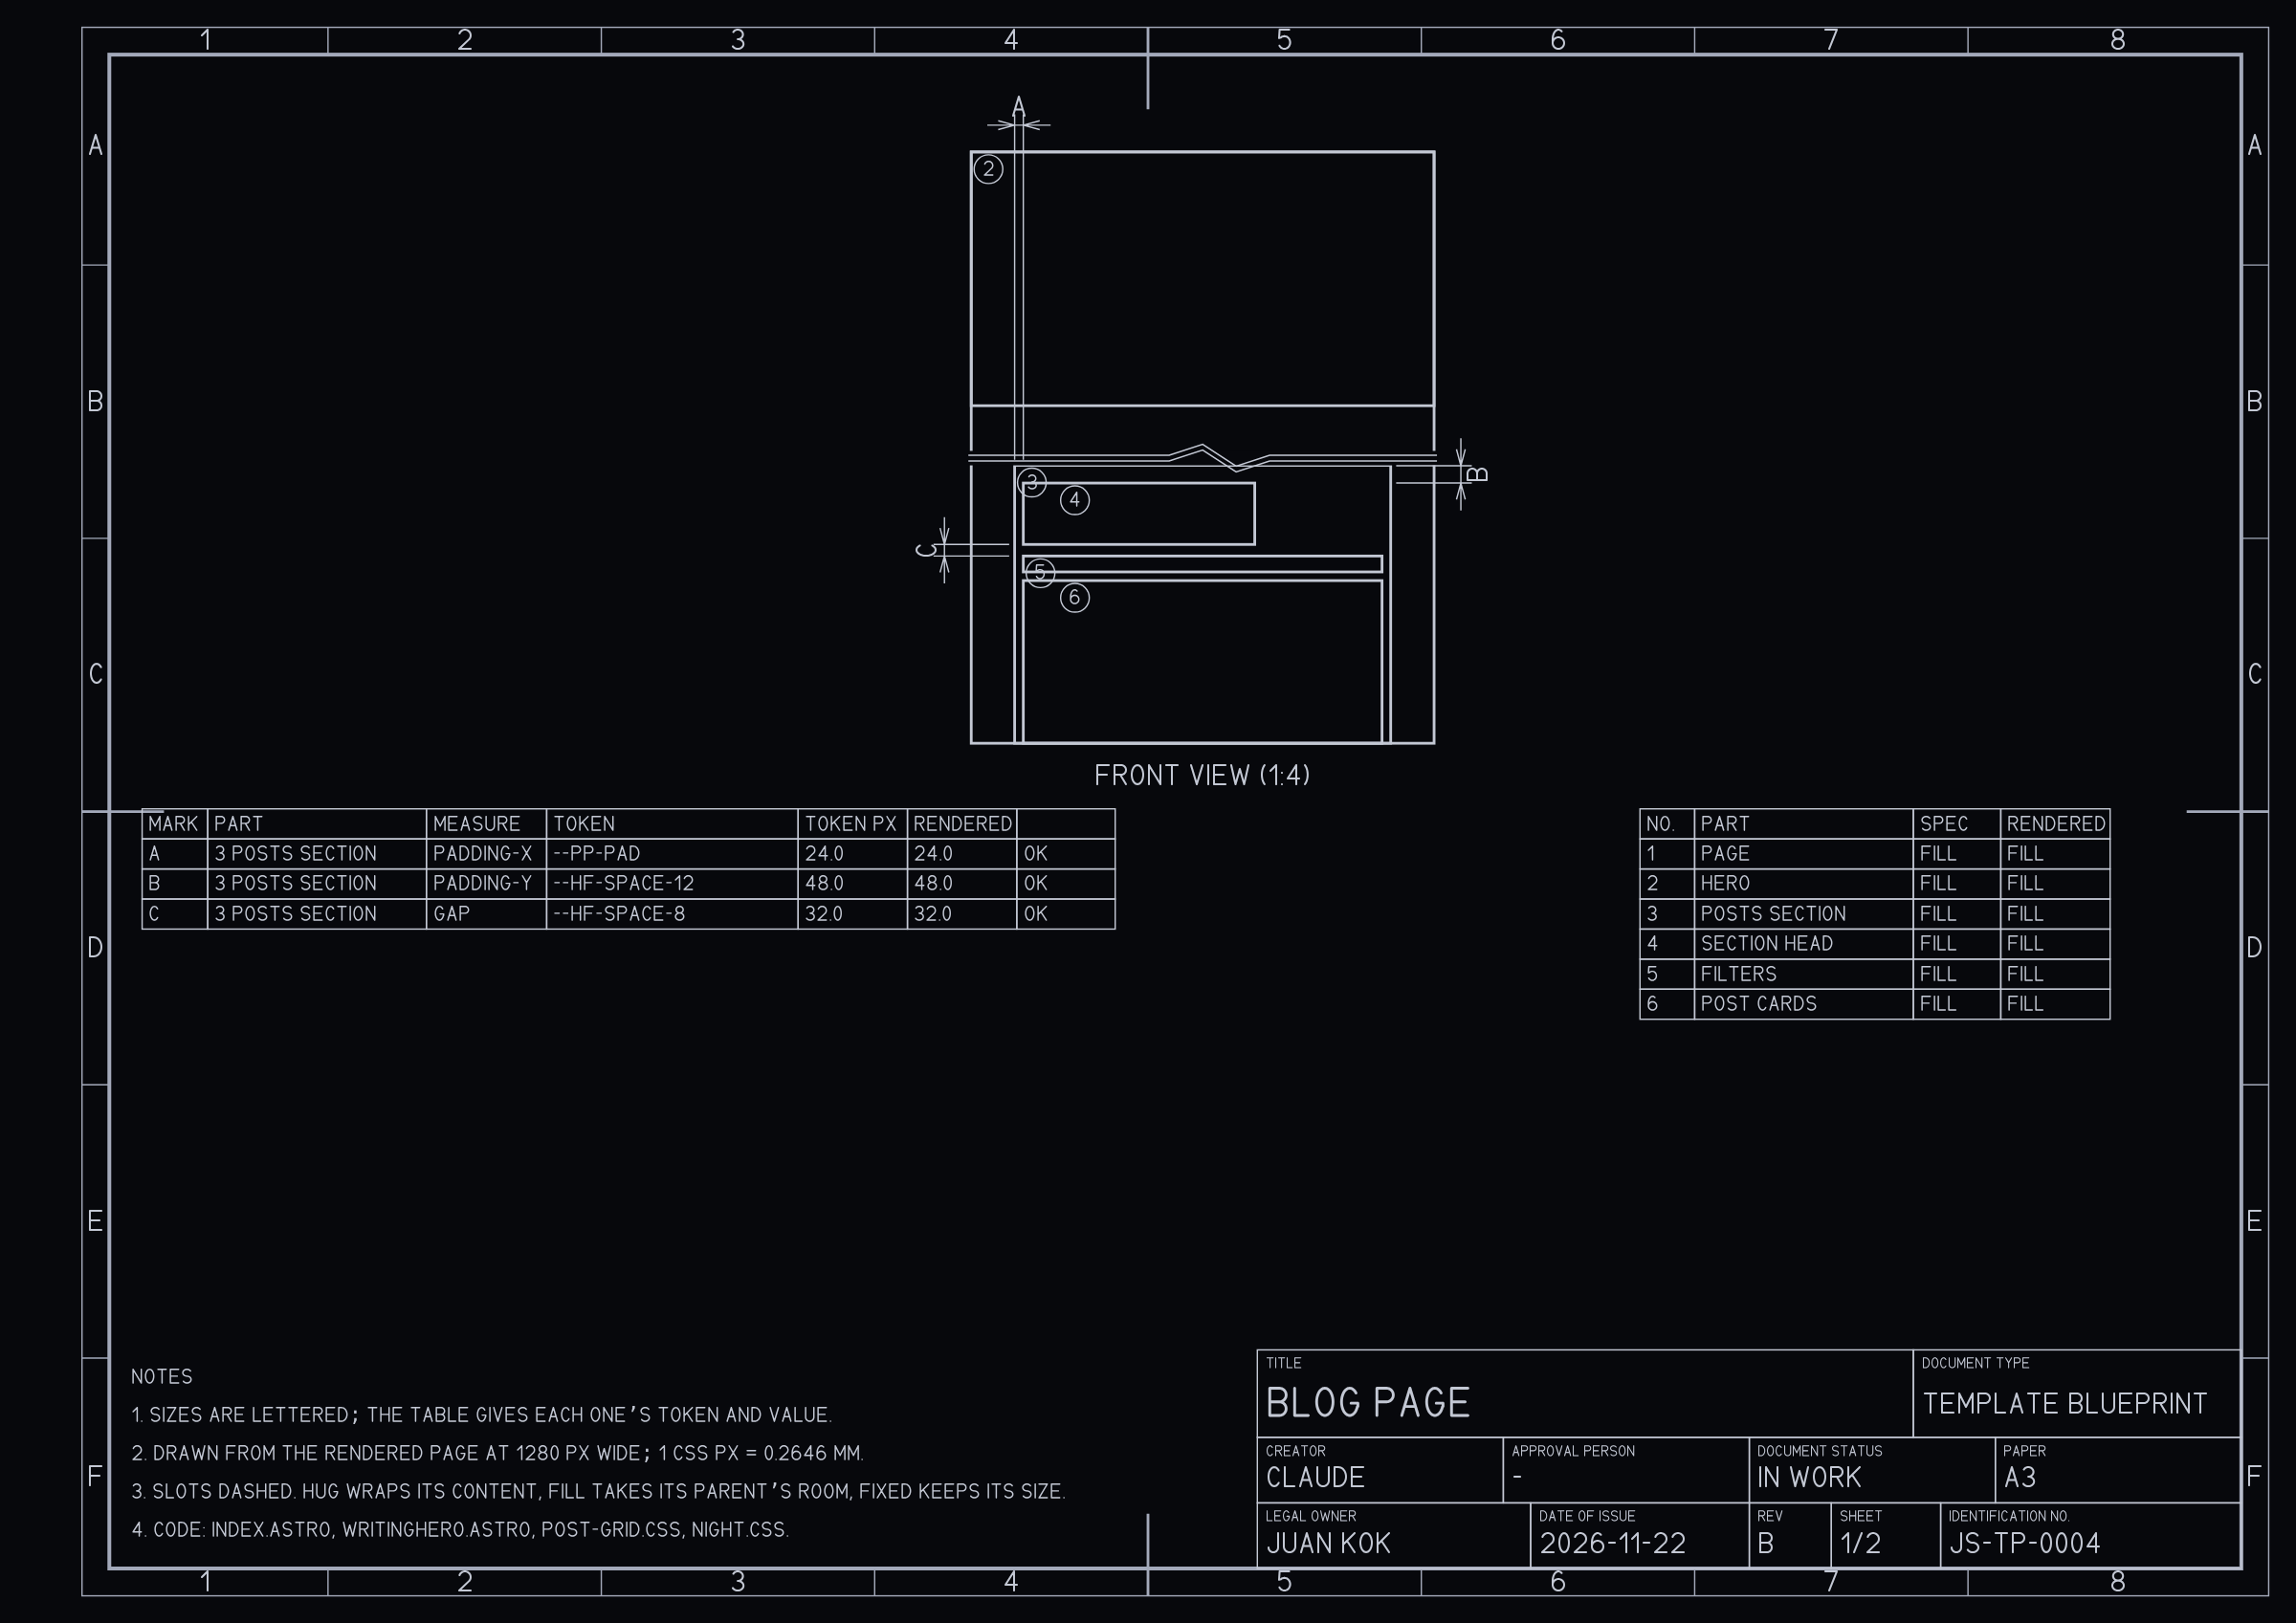 1 2 3 4 5 6 7 8
A A
A
2
B B
B
3
4
C
5
6
C C
FRONT VIEW (1:4)
MARK PART MEASURE TOKEN TOKEN PX RENDERED
A 3 POSTS SECTION PADDING-X --PP-PAD 24.0 24.0 OK
B 3 POSTS SECTION PADDING-Y --HF-SPACE-12 48.0 48.0 OK
C 3 POSTS SECTION GAP --HF-SPACE-8 32.0 32.0 OK
NO. PART SPEC RENDERED
1 PAGE FILL FILL
2 HERO FILL FILL
3 POSTS SECTION FILL FILL
4 SECTION HEAD FILL FILL
5 FILTERS FILL FILL
6 POST CARDS FILL FILL
D D
E E
NOTES
1. SIZES ARE LETTERED; THE TABLE GIVES EACH ONE'S TOKEN AND VALUE.
2. DRAWN FROM THE RENDERED PAGE AT 1280 PX WIDE; 1 CSS PX = 0.2646 MM.
3. SLOTS DASHED. HUG WRAPS ITS CONTENT, FILL TAKES ITS PARENT'S ROOM, FIXED KEEPS ITS SIZE.
4. CODE: INDEX.ASTRO, WRITINGHERO.ASTRO, POST-GRID.CSS, NIGHT.CSS.
TITLE
BLOG PAGE
DOCUMENT TYPE
TEMPLATE BLUEPRINT
CREATOR
CLAUDE
APPROVAL PERSON
-
DOCUMENT STATUS
IN WORK
PAPER
A3
LEGAL OWNER
JUAN KOK
DATE OF ISSUE
2026-11-22
REV
B
SHEET
1/2
IDENTIFICATION NO.
JS-TP-0004
F F
1 2 3 4 5 6 7 8